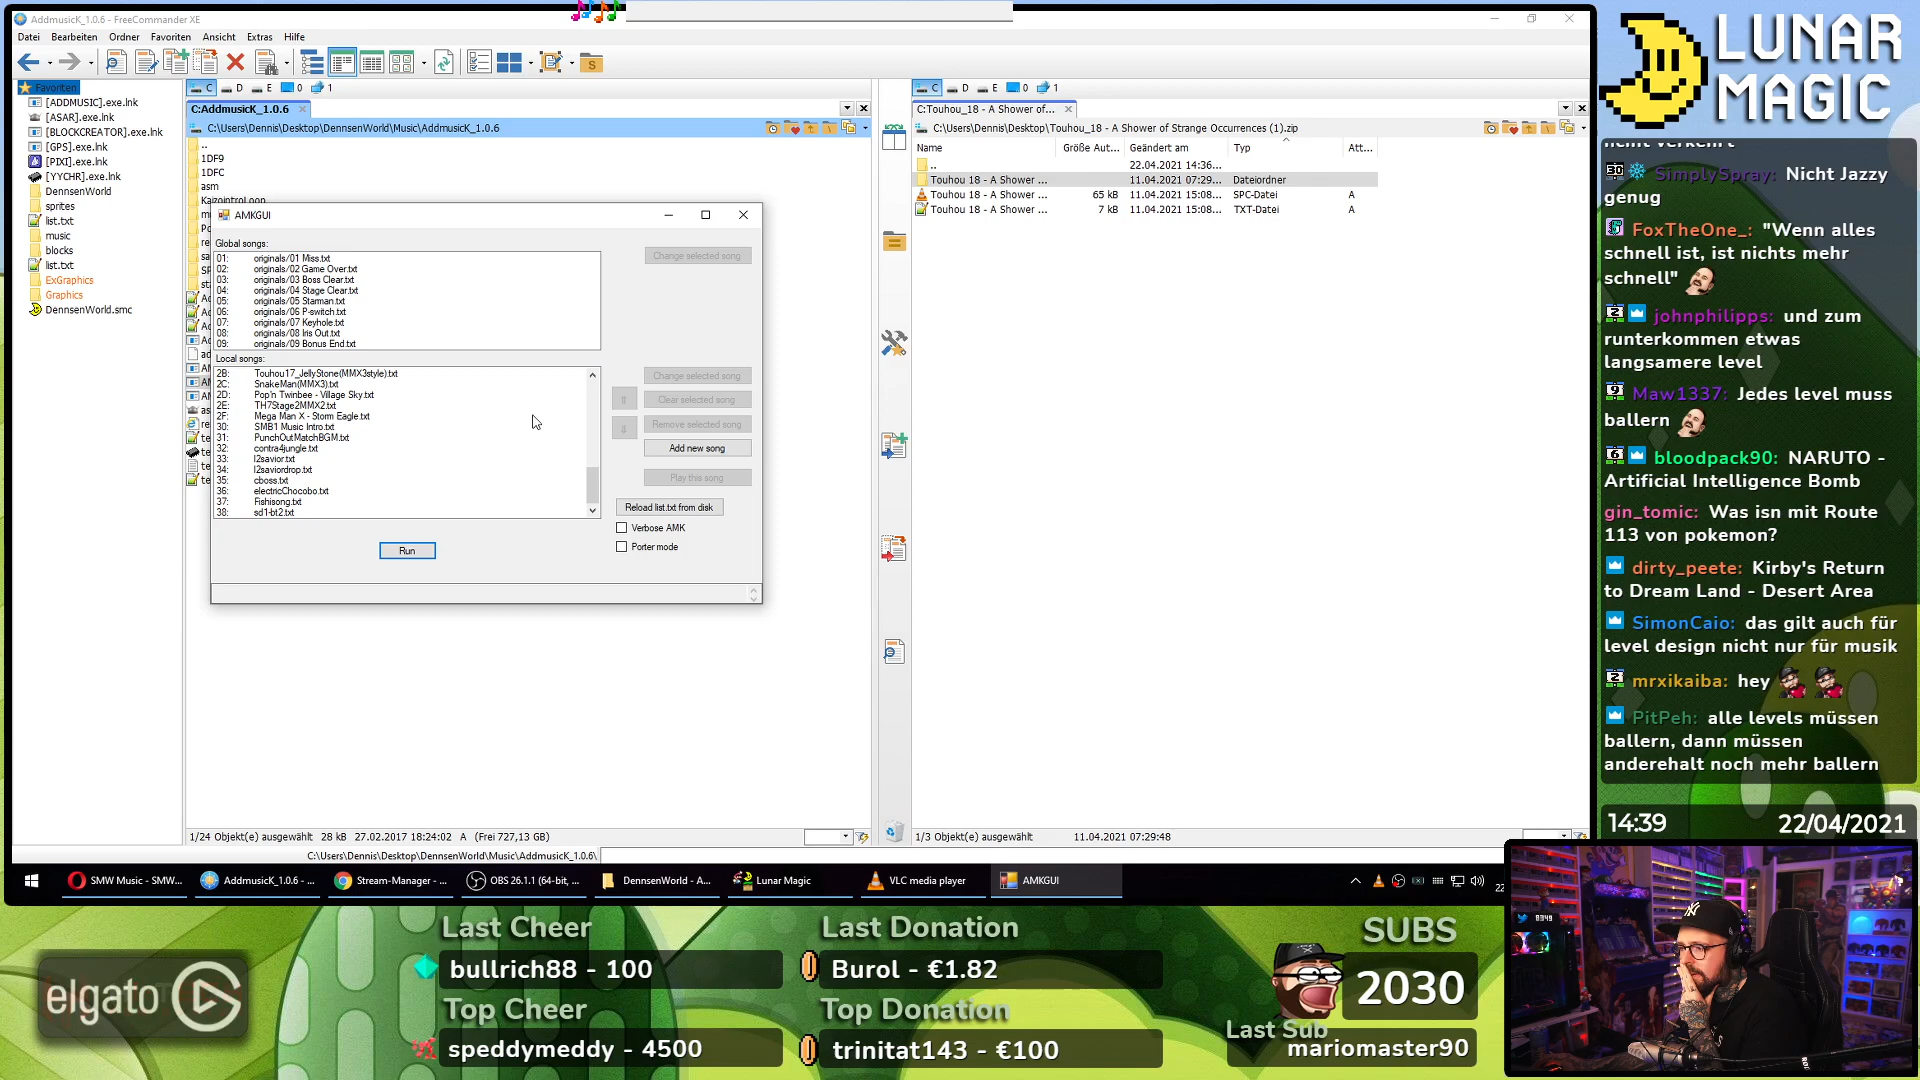 AddmusicK_1.0.6 - FreeCommander XE
Datei Bearbeiten Ordner Favoriten Ansicht Extras Hilfe
Favoriten
[ADDMUSIC].exe.lnk
[ASAR].exe.lnk
[BLOCKCREATOR].exe.lnk
[GPS].exe.lnk
[PIXI].exe.lnk
[YYCHR].exe.lnk
DennsenWorld
sprites
list.txt
music
blocks
list.txt
ExGraphics
Graphics
DennsenWorld.smc
C D E 0 1
C:AddmusicK_1.0.6
C:\Users\Dennis\Desktop\DennsenWorld\Music\AddmusicK_1.0.6
..
1DF9
1DFC
asm
KazointroLoop
AMKGUI
Global songs:
01: originals/01 Miss.txt
02: originals/02 Game Over.txt
03: originals/03 Boss Clear.txt
04: originals/04 Stage Clear.txt
05: originals/05 Starman.txt
06: originals/06 P-switch.txt
07: originals/07 Keyhole.txt
08: originals/08 Iris Out.txt
09: originals/09 Bonus End.txt
Change selected song
Local songs:
2B: Touhou17_JellyStone(MMX3style).txt
2C: SnakeMan(MMX3).txt
2D: Pop'n Twinbee - Village Sky.txt
2E: TH7Stage2MMX2.txt
2F: Mega Man X - Storm Eagle.txt
30: SMB1 Music Intro.txt
31: PunchOutMatchBGM.txt
32: contra4jungle.txt
33: l2savior.txt
34: l2saviordrop.txt
35: cboss.txt
36: electricChocobo.txt
37: Fishisong.txt
38: sd1-bt2.txt
Change selected song
Clear selected song
Remove selected song
Add new song
Play this song
Reload list.txt from disk
Verbose AMK
Porter mode
Run
1/24 Objekt(e) ausgewählt 28 kB 27.02.2017 18:24:02 A (Frei 727,13 GB)
C:\Users\Dennis\Desktop\DennsenWorld\Music\AddmusicK_1.0.6\
C D E 0 1
C:Touhou_18 - A Shower of...
C:\Users\Dennis\Desktop\Touhou_18 - A Shower of Strange Occurrences (1).zip
Name Größe Aut... Geändert am Typ Att...
.. 22.04.2021 14:36...
Touhou 18 - A Shower ... 11.04.2021 07:29... Dateiordner
Touhou 18 - A Shower ... 65 kB 11.04.2021 15:08... SPC-Datei A
Touhou 18 - A Shower ... 7 kB 11.04.2021 15:08... TXT-Datei A
1/3 Objekt(e) ausgewählt 11.04.2021 07:29:48
SMW Music - SMW...
AddmusicK_1.0.6 - ...
Stream-Manager - ...
OBS 26.1.1 (64-bit, ...
DennsenWorld - A...
Lunar Magic
VLC media player
AMKGUI
LUNAR
MAGIC
nicht verkehrt
SimplySpray: Nicht Jazzy
genug
FoxTheOne_: "Wenn alles
schnell ist, ist nichts mehr
schnell"
johnphilipps: und zum
runterkommen etwas
langsamere level
Maw1337: Jedes level muss
ballern
bloodpack90: NARUTO -
Artificial Intelligence Bomb
gin_tomic: Was isn mit Route
113 von pokemon?
dirty_peete: Kirby's Return
to Dream Land - Desert Area
SimonCaio: das gilt auch für
level design nicht nur für musik
mrxikaiba: hey
PitPeh: alle levels müssen
ballern, dann müssen
anderehalt noch mehr ballern
14:39 22/04/2021
8349
elgato
Last Cheer
bullrich88 - 100
Top Cheer
speddymeddy - 4500
Last Donation
Burol - €1.82
Top Donation
trinitat143 - €100
SUBS
2030
Last Sub
mariomaster90